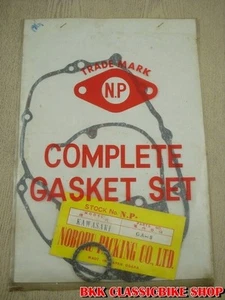 TRADE MARK
N.P
COMPLETE
GASKET SET
STOCK No. N.P-
KAWASAKI
NOBORU PACKING CO., LTD.
BKK CLASSICBIKE SHOP